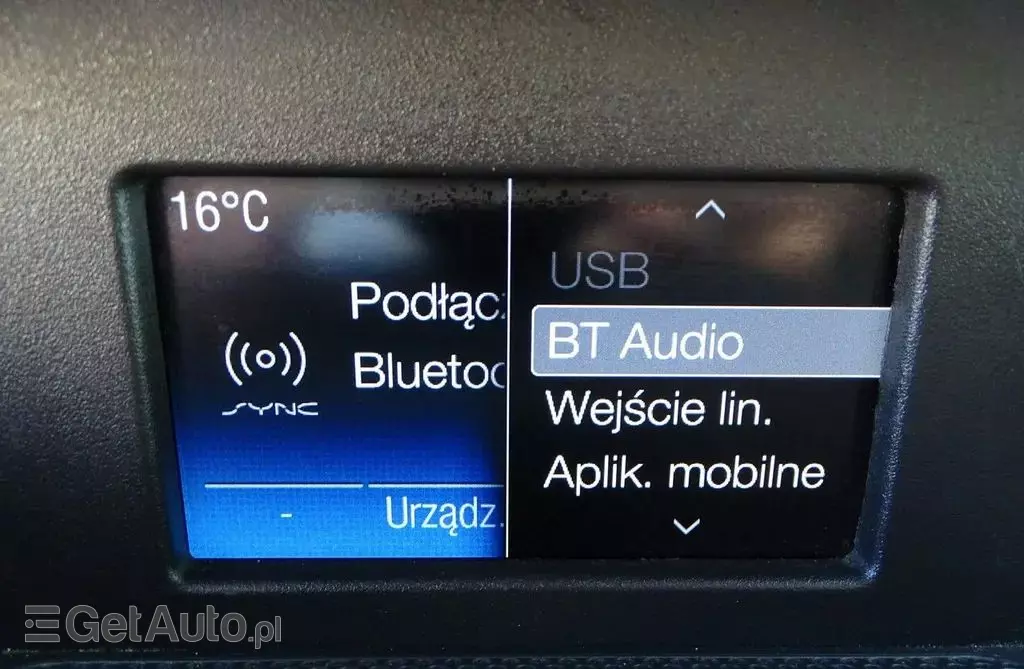 16°C
Podłącz
Bluetoo
SYNC
-
Urządz.
USB
BT Audio
Wejście lin.
Aplik. mobilne
GetAuto.pl